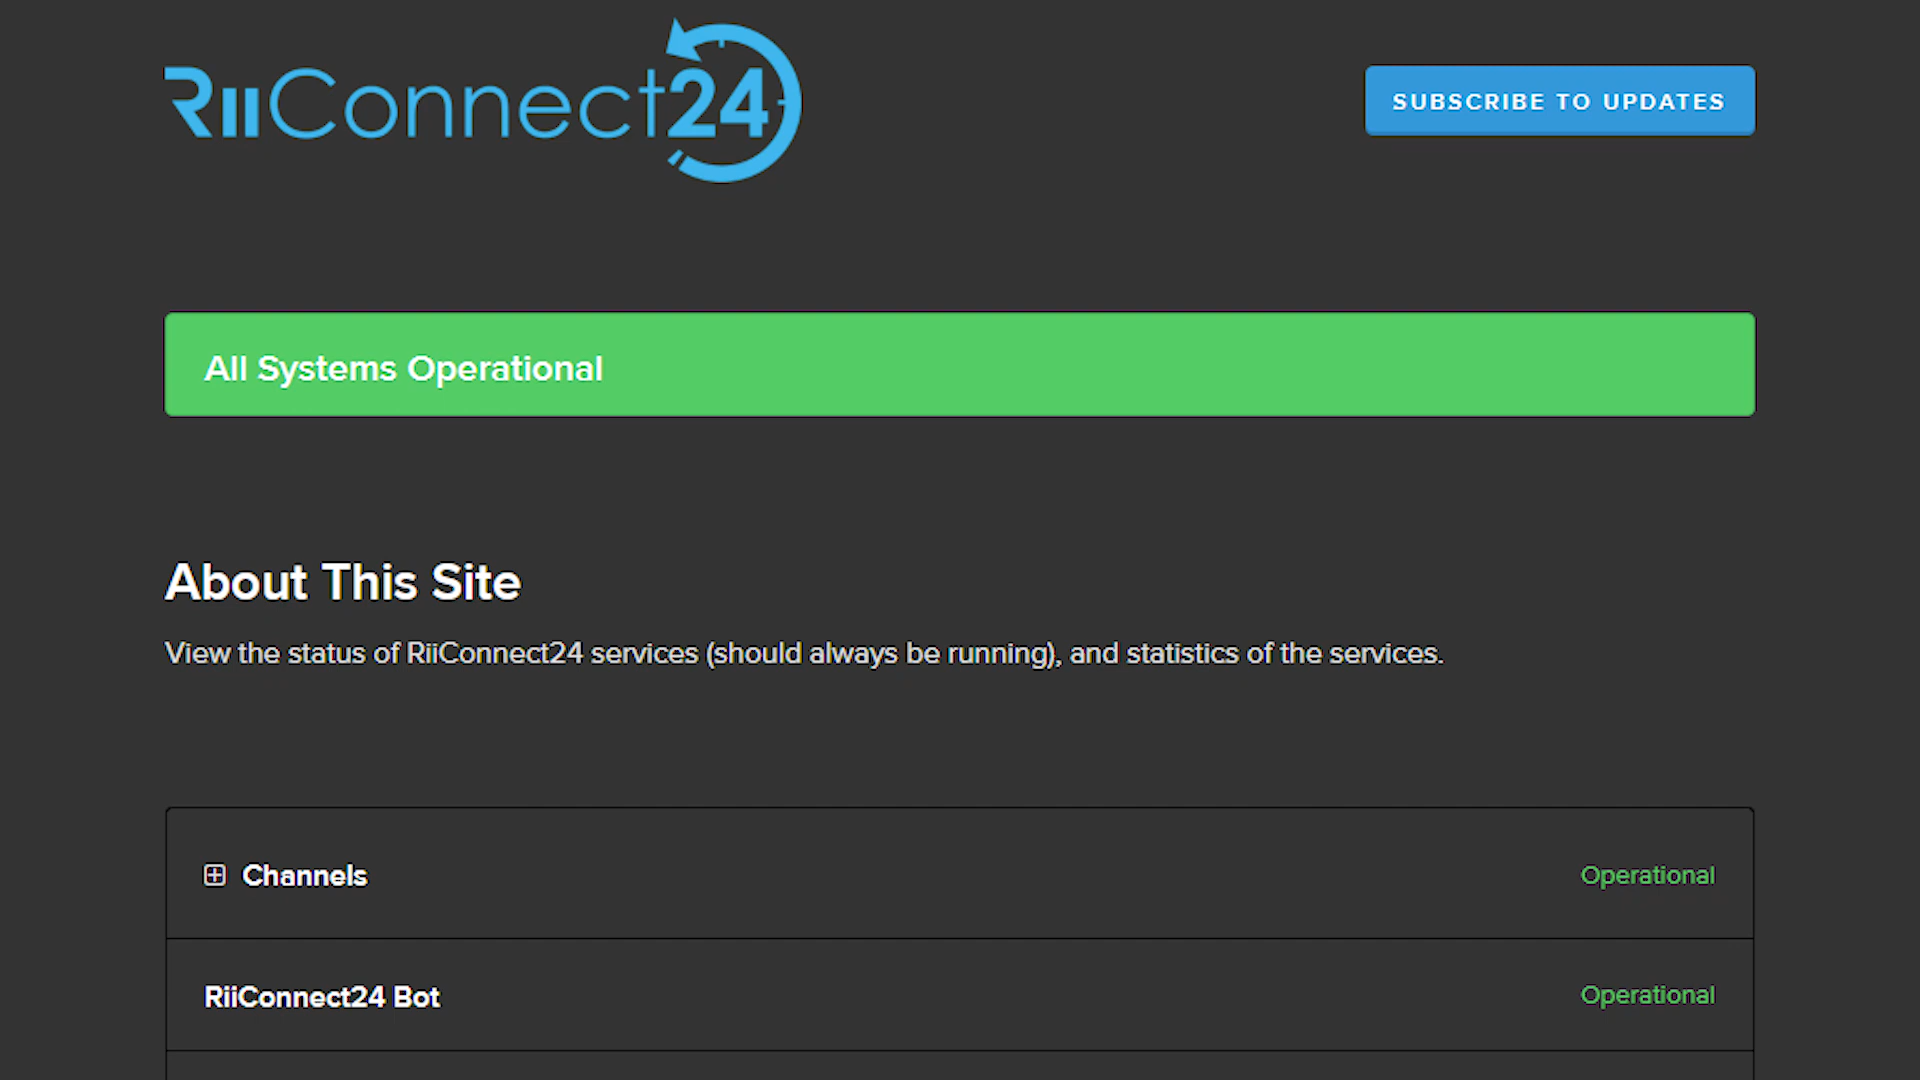 RiiConnect24
SUBSCRIBE TO UPDATES
All Systems Operational
About This Site
View the status of RiiConnect24 services (should always be running), and statistics of the services.
Channels Operational
RiiConnect24 Bot Operational